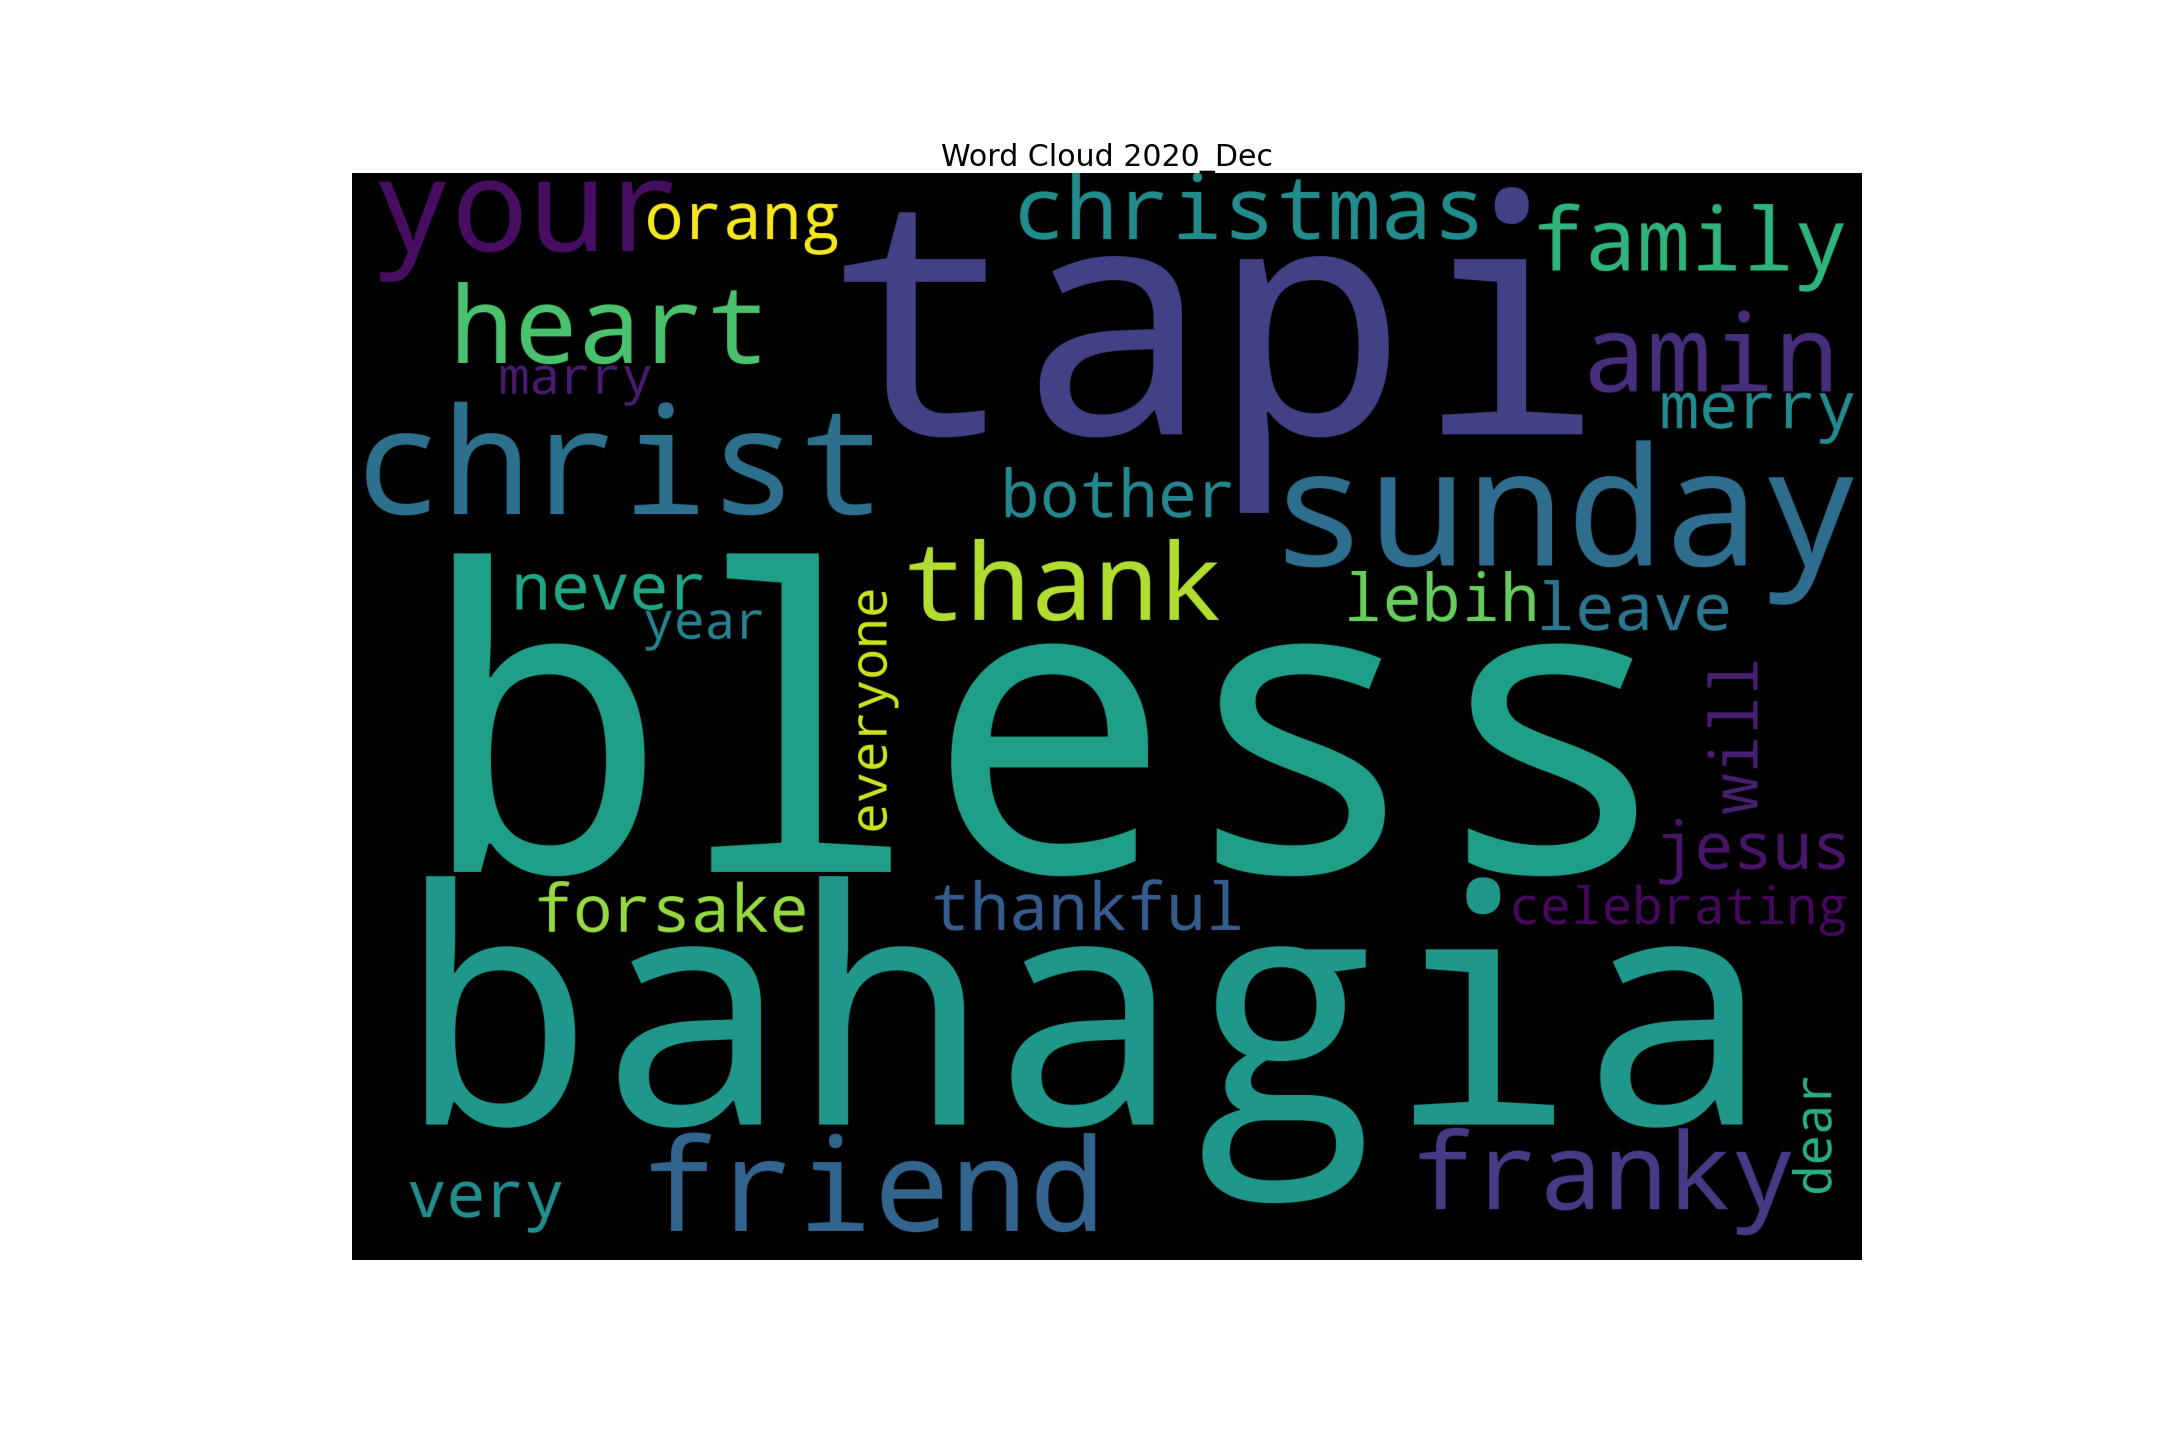 Word Cloud 2020_Dec
your
orang
christmas
family
tapi
heart
amin
marry
merry
christ
sunday
bother
thank
never
lebih
leave
year
everyone
bless
will
jesus
forsake
thankful
celebrating
bahagia
dear
friend
franky
very